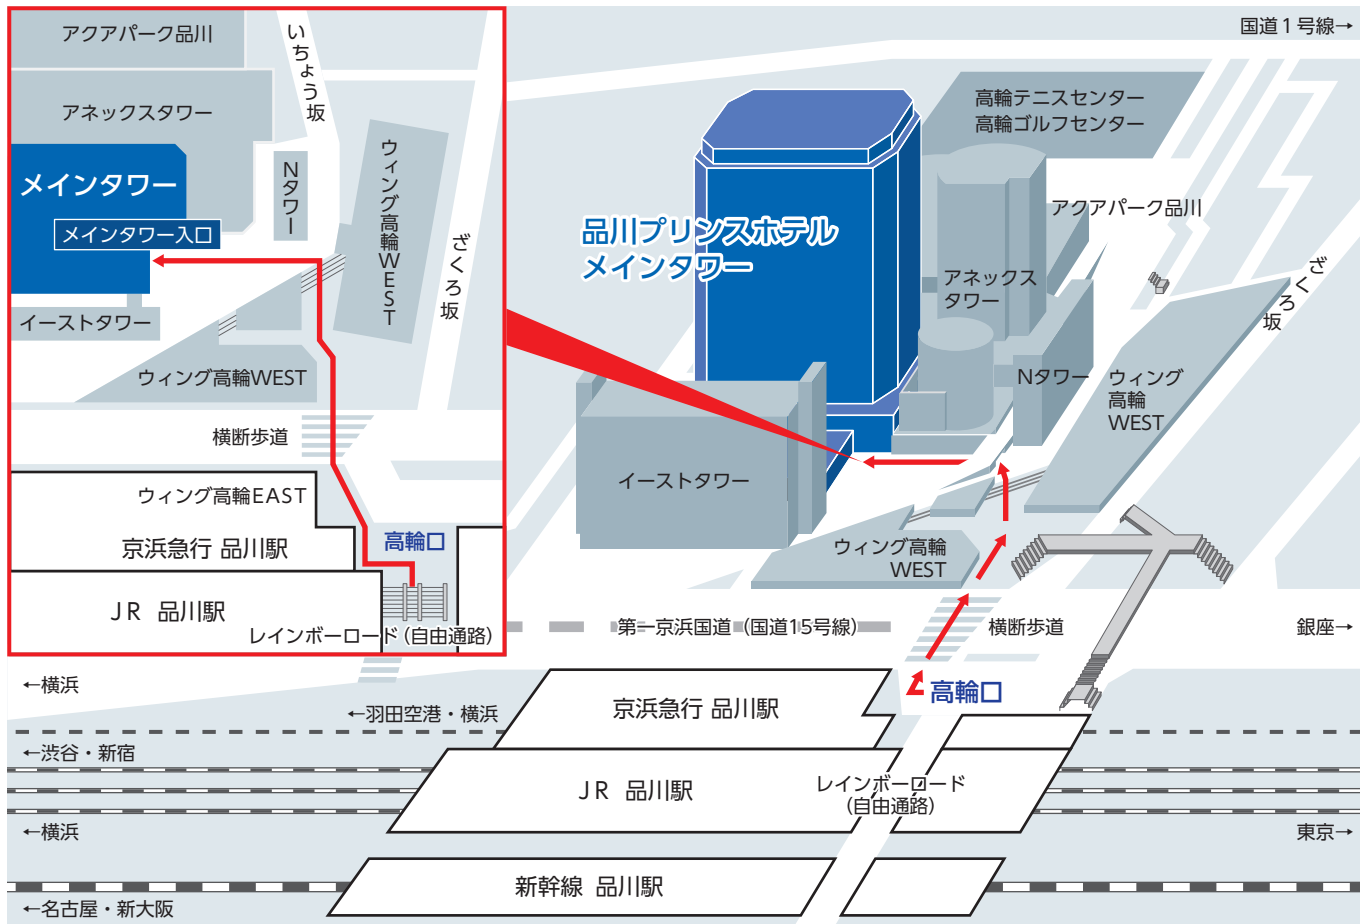 アクアパーク品川
いちょう坂
アネックスタワー
メインタワー
メインタワー入口
Nタワー
ウィング高輪WEST
ざくろ坂
イーストタワー
ウィング高輪WEST
横断歩道
ウィング高輪EAST
京浜急行 品川駅
高輪口
JR 品川駅
レインボーロード(自由通路)
国道1号線→
高輪テニスセンター
高輪ゴルフセンター
品川プリンスホテル
メインタワー
アクアパーク品川
アネックス
タワー
ざくろ坂
Nタワー
ウィング
高輪
WEST
イーストタワー
ウィング高輪
WEST
第一京浜国道(国道15号線)
横断歩道
銀座→
←横浜
高輪口
←羽田空港・横浜
京浜急行 品川駅
←渋谷・新宿
JR 品川駅
レインボーロード
(自由通路)
←横浜
東京→
新幹線 品川駅
←名古屋・新大阪